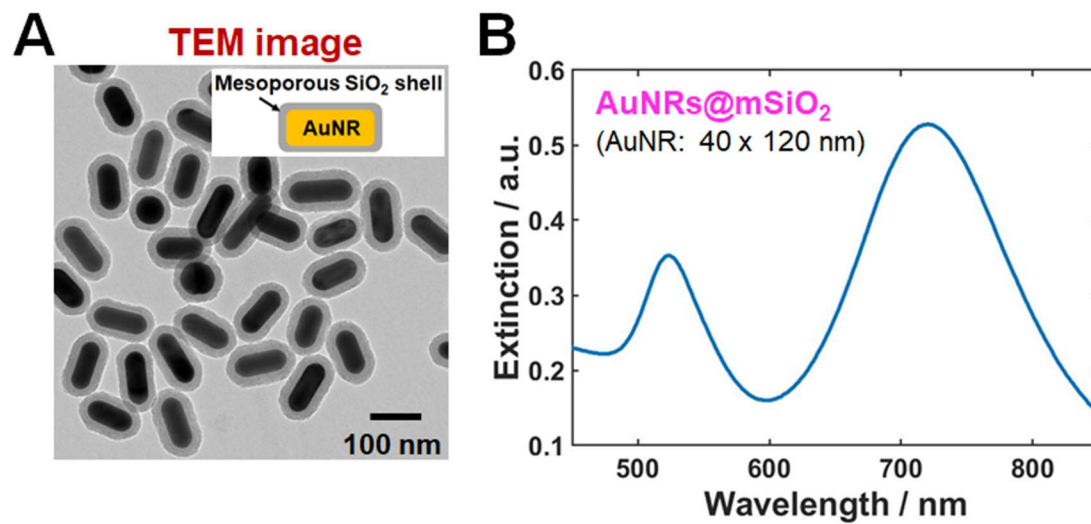 A
TEM image
Mesoporous SiO₂ shell
AuNR
100 nm
B
AuNRs@mSiO₂
(AuNR: 40 x 120 nm)
0.6
0.5
0.4
0.3
0.2
0.1
Extinction / a.u.
500 600 700 800
Wavelength / nm